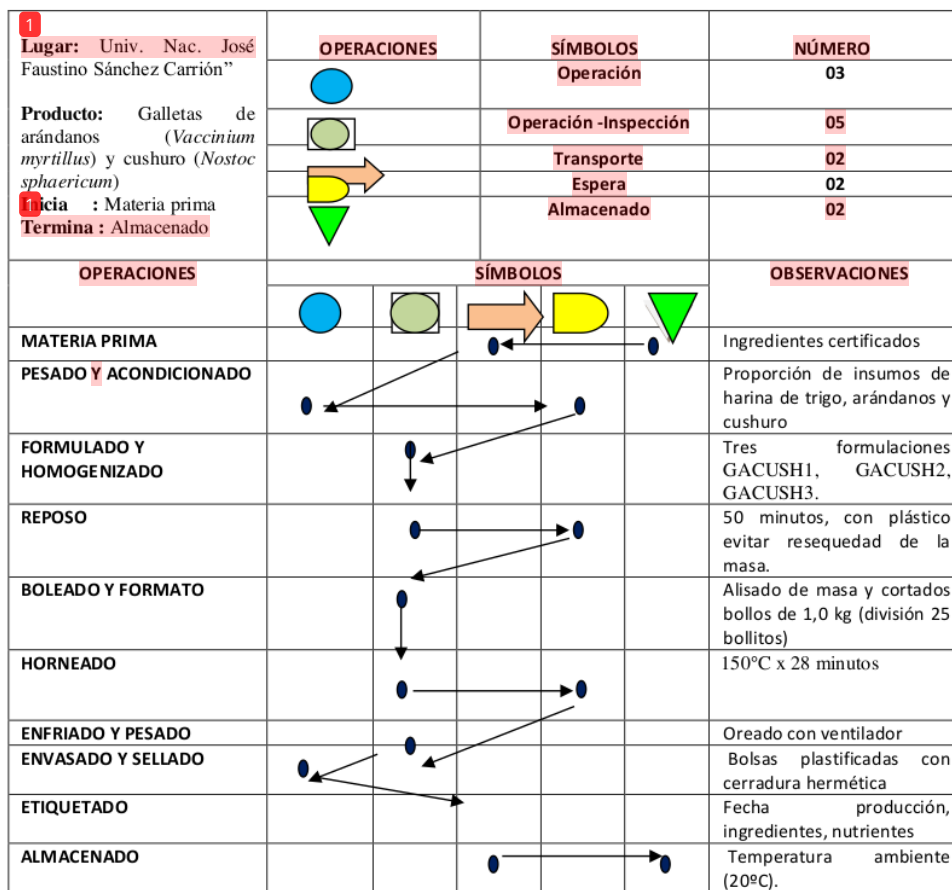 1
Lugar: Univ. Nac. José
Faustino Sánchez Carrión”
Producto: Galletas de
arándanos (Vaccinium
myrtillus) y cushuro (Nostoc
sphaericum)
Inicia : Materia prima
Termina : Almacenado
1
OPERACIONES SÍMBOLOS NÚMERO
Operación 03
Operación -Inspección 05
Transporte 02
Espera 02
Almacenado 02
OPERACIONES SÍMBOLOS OBSERVACIONES
MATERIA PRIMA Ingredientes certificados
PESADO Y ACONDICIONADO Proporción de insumos de
harina de trigo, arándanos y
cushuro
FORMULADO Y Tres formulaciones
HOMOGENIZADO GACUSH1, GACUSH2,
GACUSH3.
REPOSO 50 minutos, con plástico
evitar resequedad de la
masa.
BOLEADO Y FORMATO Alisado de masa y cortados
bollos de 1,0 kg (división 25
bollitos)
HORNEADO 150°C x 28 minutos
ENFRIADO Y PESADO Oreado con ventilador
ENVASADO Y SELLADO Bolsas plastificadas con
cerradura hermética
ETIQUETADO Fecha producción,
ingredientes, nutrientes
ALMACENADO Temperatura ambiente
(20ºC).